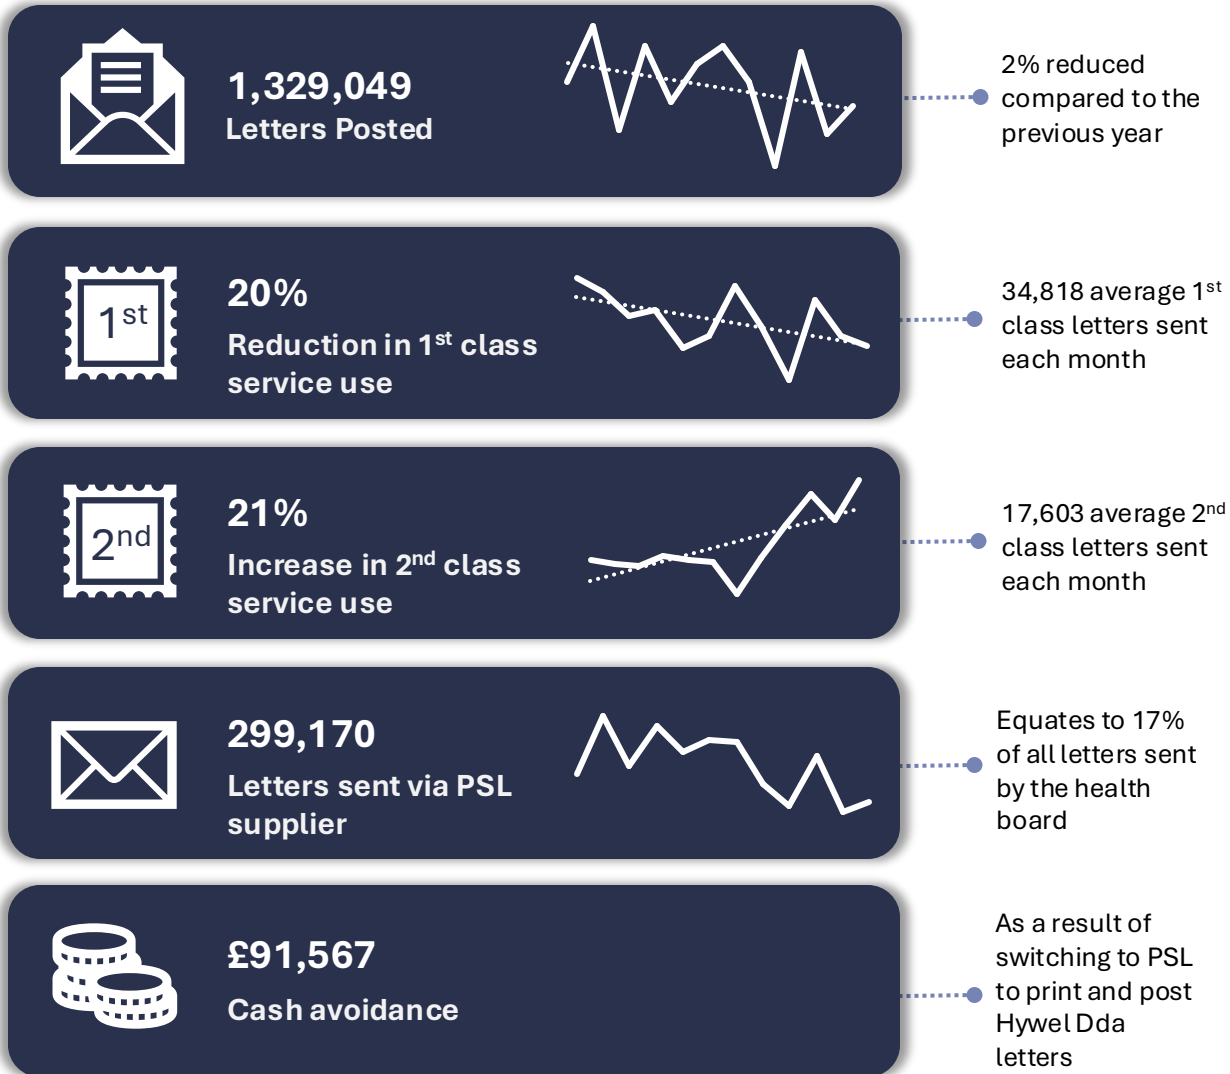 1,329,049
Letters Posted
2% reduced
compared to the
previous year
1st
20%
Reduction in 1st class
service use
34,818 average 1st
class letters sent
each month
2nd
21%
Increase in 2nd class
service use
17,603 average 2nd
class letters sent
each month
299,170
Letters sent via PSL
supplier
Equates to 17%
of all letters sent
by the health
board
£91,567
Cash avoidance
As a result of
switching to PSL
to print and post
Hywel Dda
letters